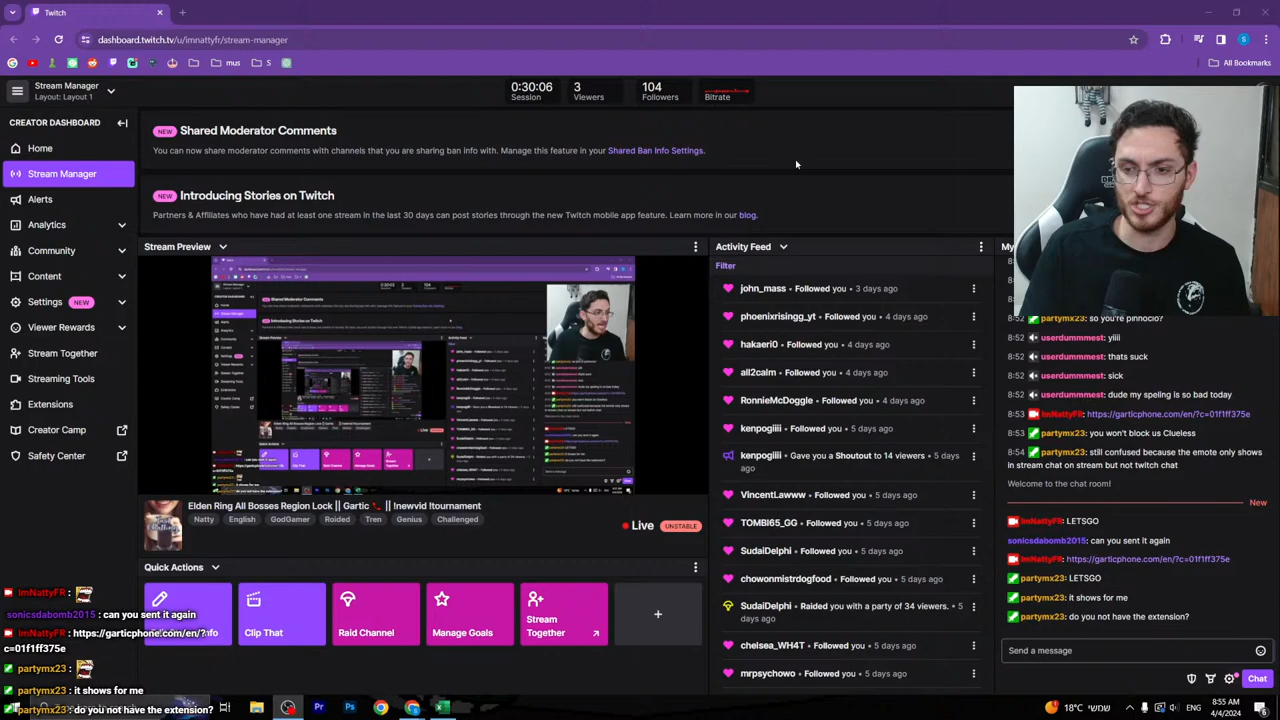 Twitch
dashboard.twitch.tv/u/imnattyfr/stream-manager
mus
S
All Bookmarks
Stream Manager
Layout: Layout 1
0:30:06
Session
3
Viewers
104
Followers
Bitrate
CREATOR DASHBOARD
Home
Stream Manager
Alerts
Analytics
Community
Content
Settings NEW
Viewer Rewards
Stream Together
Streaming Tools
Extensions
Creator Camp
Safety Center
NEW Shared Moderator Comments
You can now share moderator comments with channels that you are sharing ban info with. Manage this feature in your Shared Ban Info Settings.
NEW Introducing Stories on Twitch
Partners & Affiliates who have had at least one stream in the last 30 days can post stories through the new Twitch mobile app feature. Learn more in our blog.
Stream Preview
Elden Ring All Bosses Region Lock || Gartic 📞 || !newvid !tournament
Natty English GodGamer Roided Tren Genius Challenged
Live UNSTABLE
Quick Actions
Clip That
Raid Channel
Manage Goals
Stream
Together
Activity Feed
Filter
john_mass • Followed you • 3 days ago
phoenixrising_yt • Followed you • 4 days ago
hakaeri0 • Followed you • 4 days ago
all2calm • Followed you • 4 days ago
RonnieMcDoggle • Followed you • 4 days ago
kenpogiiii • Followed you • 5 days ago
kenpogiiii • Gave you a Shoutout to 14 viewers • 5 days
ago
VincentLawww • Followed you • 5 days ago
TOMBI65_GG • Followed you • 5 days ago
SudaiDelphi • Followed you • 5 days ago
chowonmistrdogfood • Followed you • 5 days ago
SudaiDolphi • Raided you with a party of 34 viewers. • 5
days ago
chelsea_WH4T • Followed you • 5 days ago
mrpsychowo • Followed you • 5 days ago
My
8:52 partymx23: so you're pinnocio?
8:52 userdummmest: yiiii
8:52 userdummmest: thats suck
8:52 userdummmest: sick
8:52 userdummmest: dude my speling is so bad today
8:53 ImNattyFR: https://garticphone.com/en/?c=01f1ff375e
8:53 partymx23: you won't block me
8:54 partymx23: still confused because the emote only shows
in stream chat on stream but not twitch chat
Welcome to the chat room!
New
ImNattyFR: LETSGO
sonicsdabomb2015: can you sent it again
ImNattyFR: https://garticphone.com/en/?c=01f1ff375e
partymx23: LETSGO
partymx23: it shows for me
partymx23: do you not have the extension?
Send a message
Chat
ImNattyFR :
sonicsdabomb2015 : can you sent it again
ImNattyFR : https://garticphone.com/en/?
c=01f1ff375e
partymx23 :
partymx23 : it shows for me
partymx23 : do you not have the extension?
18°C שמשי
ENG
8:55 AM
4/4/2024
6